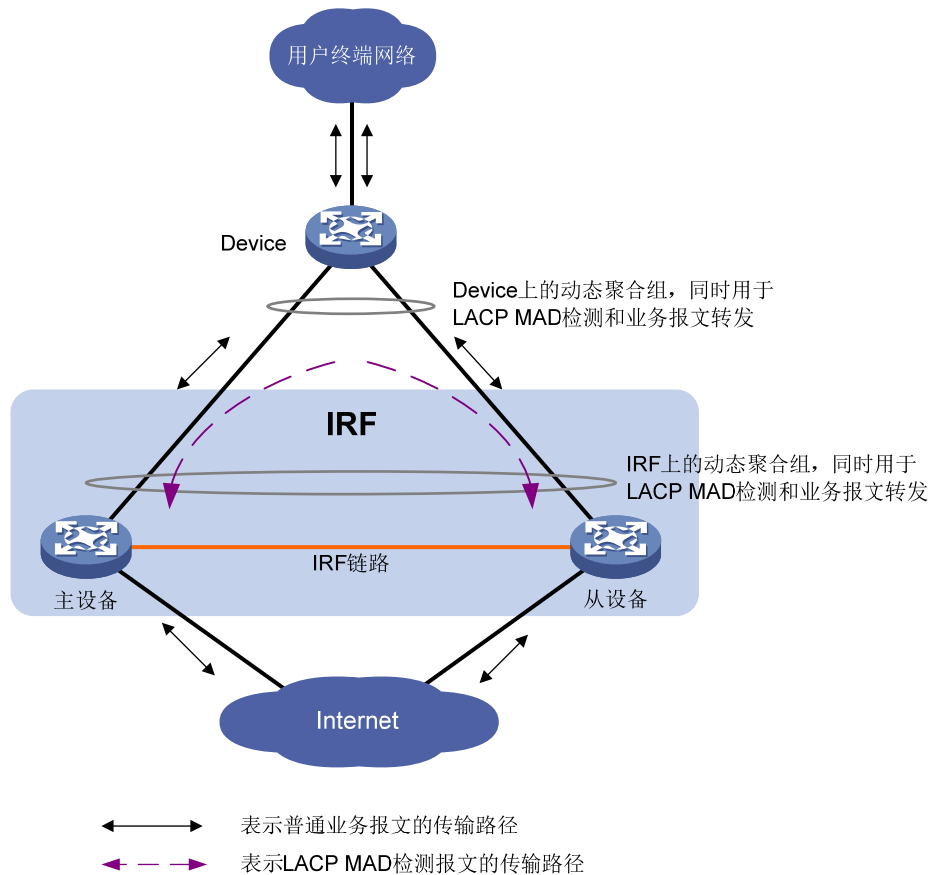 用户终端网络
Device
Device上的动态聚合组，同时用于
LACP MAD检测和业务报文转发
IRF
IRF上的动态聚合组，同时用于
LACP MAD检测和业务报文转发
IRF链路
主设备
从设备
Internet
表示普通业务报文的传输路径
表示LACP MAD检测报文的传输路径